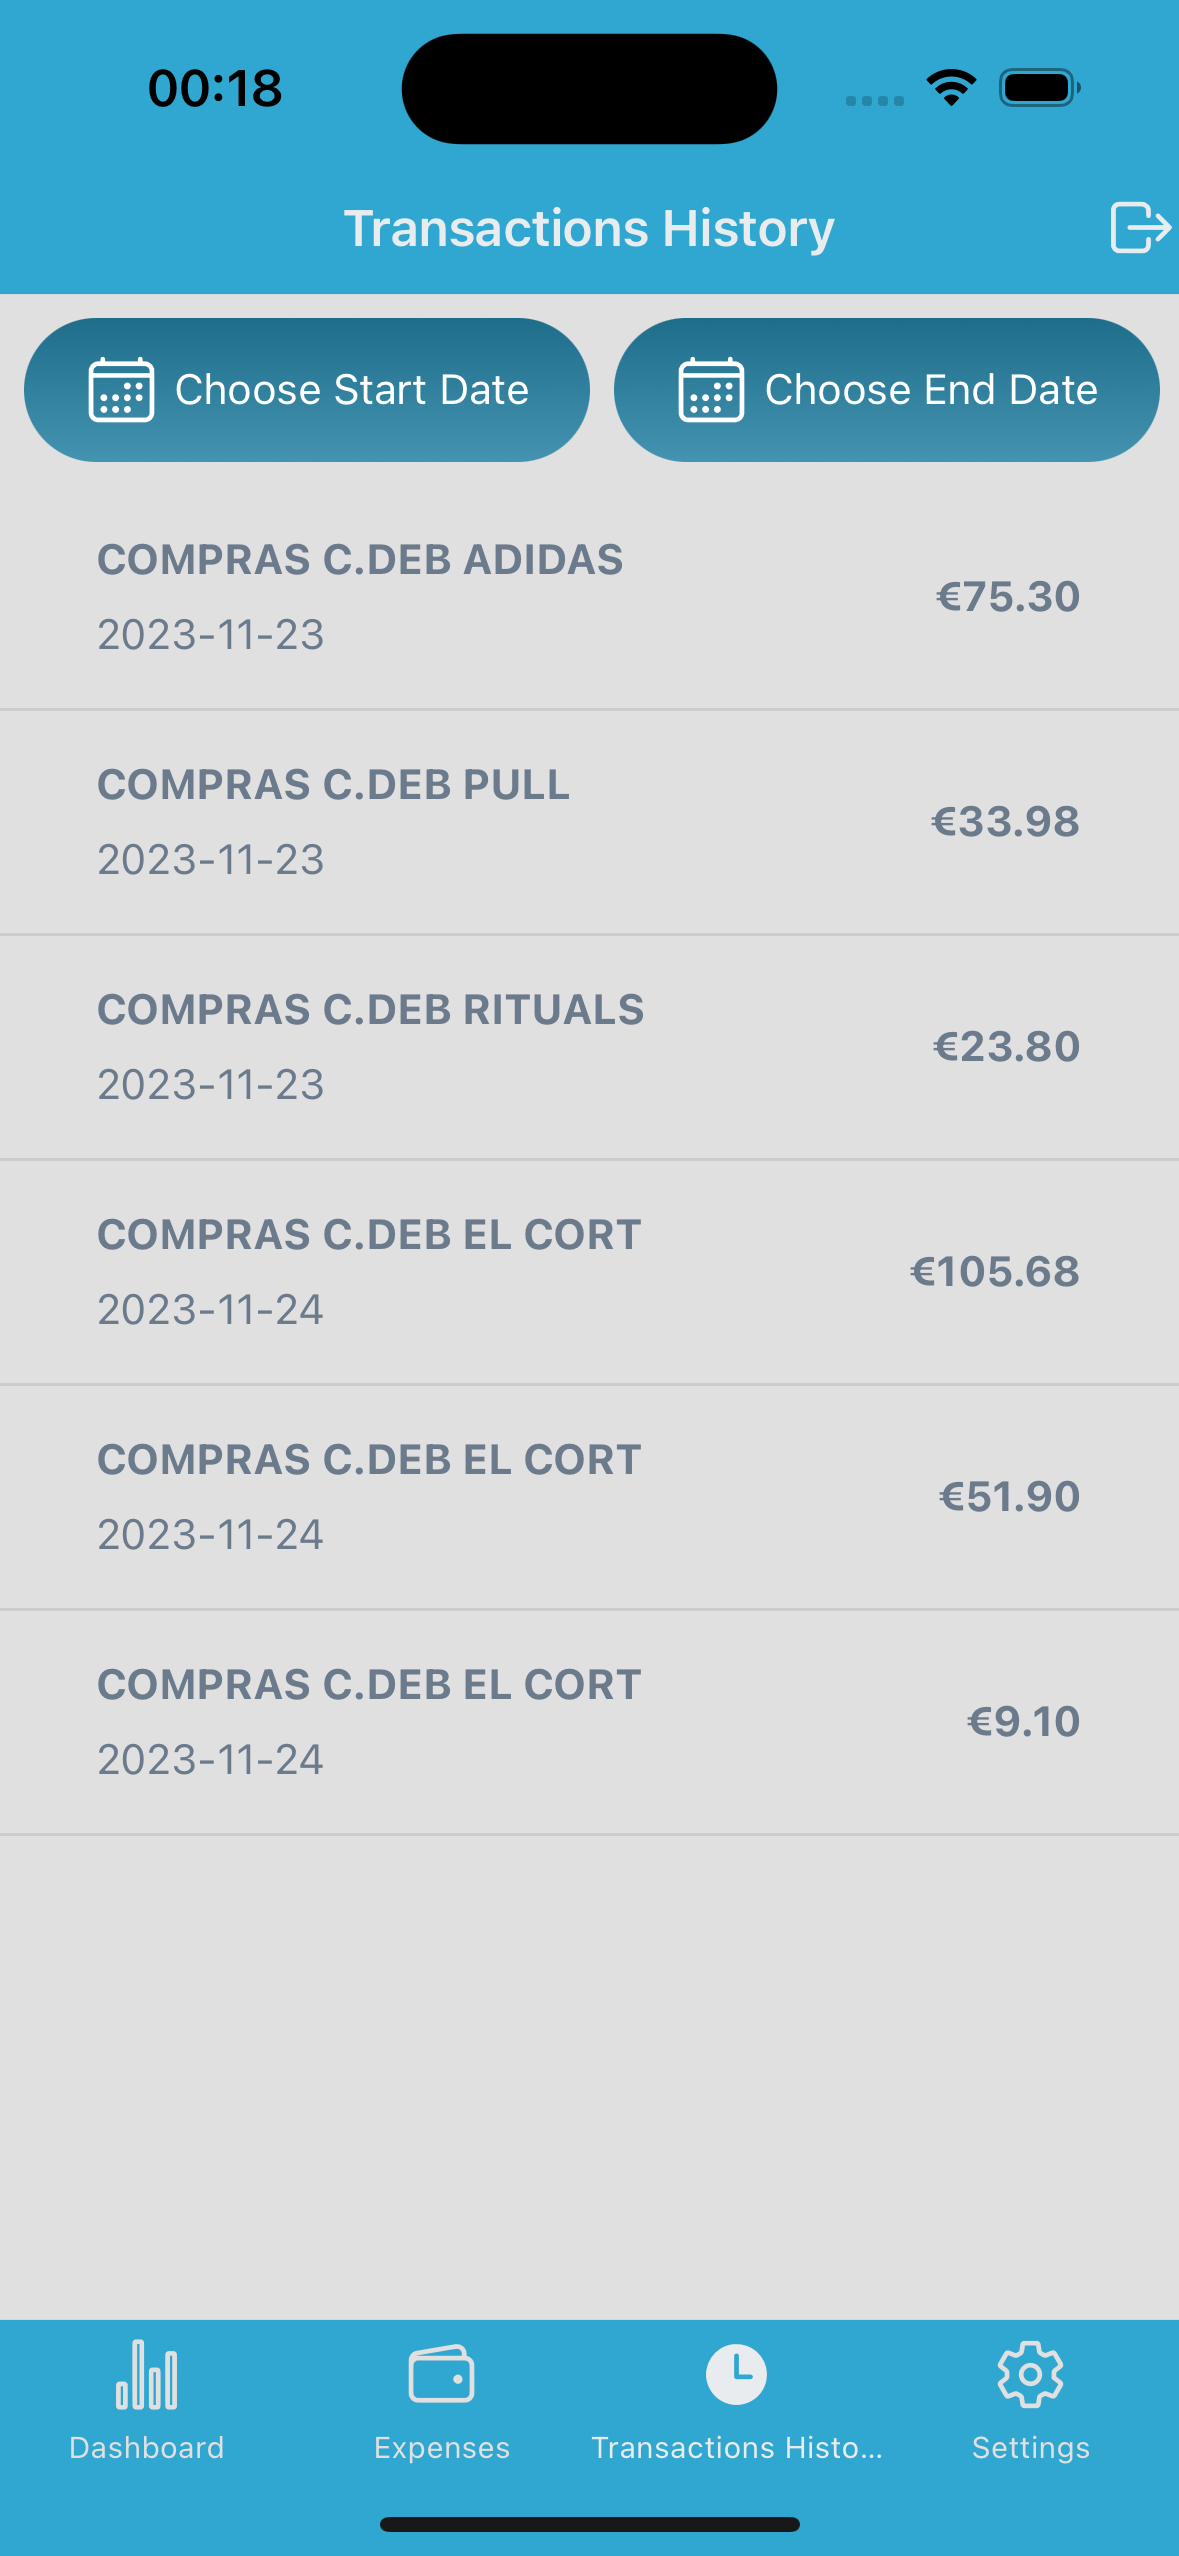 00:18
Transactions History
Choose Start Date
Choose End Date
COMPRAS C.DEB ADIDAS
2023-11-23
€75.30
COMPRAS C.DEB PULL
2023-11-23
€33.98
COMPRAS C.DEB RITUALS
2023-11-23
€23.80
COMPRAS C.DEB EL CORT
2023-11-24
€105.68
COMPRAS C.DEB EL CORT
2023-11-24
€51.90
COMPRAS C.DEB EL CORT
2023-11-24
€9.10
Dashboard
Expenses
Transactions Histo...
Settings